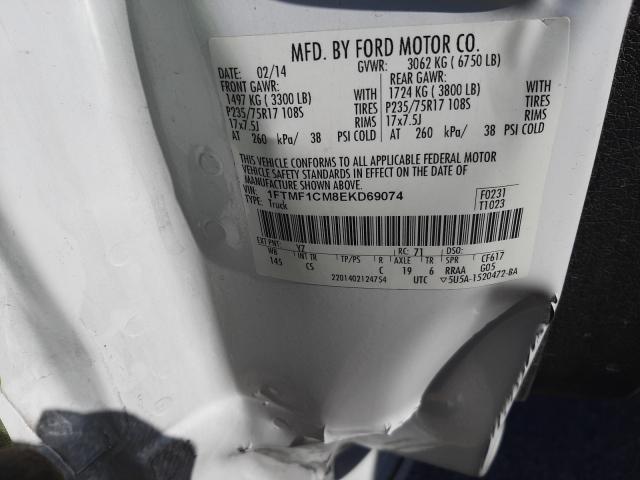 MFD. BY FORD MOTOR CO.
DATE: 02/14 GVWR: 3062 KG ( 6750 LB)
FRONT GAWR: REAR GAWR:
1497 KG ( 3300 LB) WITH 1724 KG ( 3800 LB) WITH
P235/75R17 108S TIRES P235/75R17 108S TIRES
17x7.5J RIMS 17x7.5J RIMS
AT 260 kPa/ 38 PSI COLD AT 260 kPa/ 38 PSI COLD
THIS VEHICLE CONFORMS TO ALL APPLICABLE FEDERAL MOTOR
VEHICLE SAFETY STANDARDS IN EFFECT ON THE DATE OF
MANUFACTURE SHOWN ABOVE.
VIN: 1FTMF1CM8EKD69074 F0231
TYPE: Truck T1023
EXT PNT: YZ RC: 71 DSO:
WB INT TR TP/PS R AXLE TR SPR CF617
145 CS C 19 6 RRAA G05
2201402124754 UTC ▽5U5A-1520472-BA